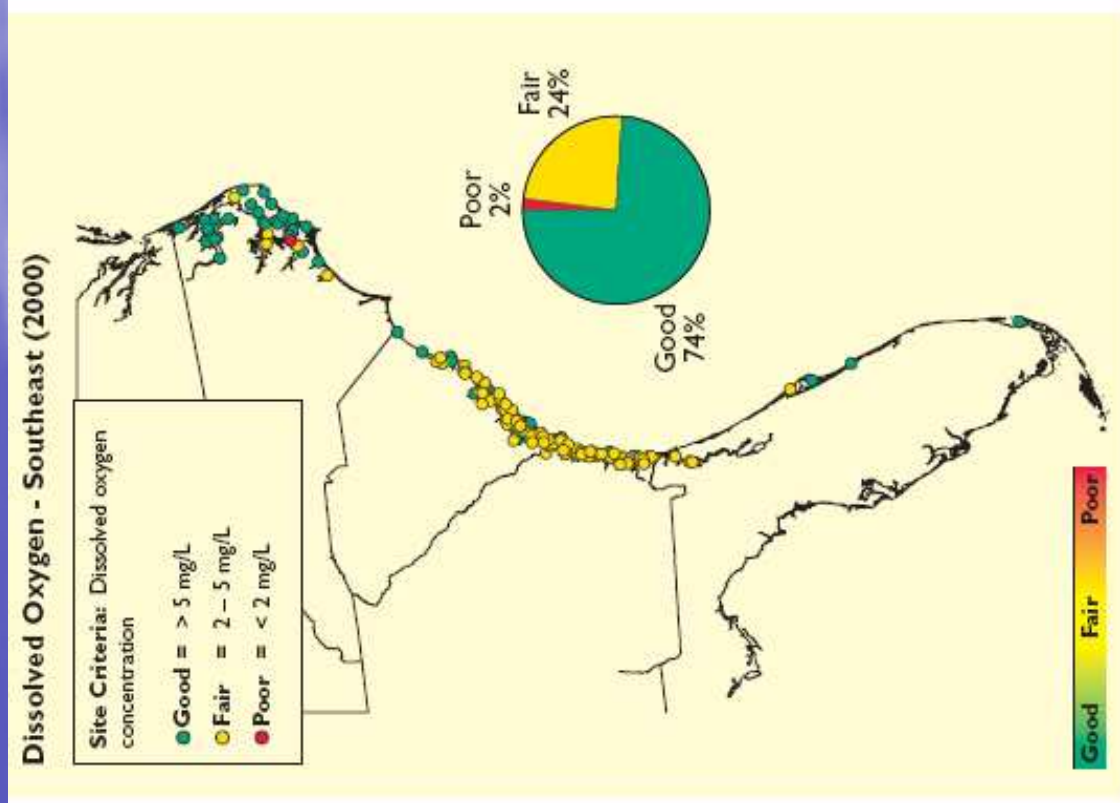 Dissolved Oxygen - Southeast (2000)
Site Criteria: Dissolved oxygen
concentration
Good = > 5 mg/L
Fair = 2 – 5 mg/L
Poor = < 2 mg/L
Poor
2%
Fair
24%
Good
74%
Good Fair Poor